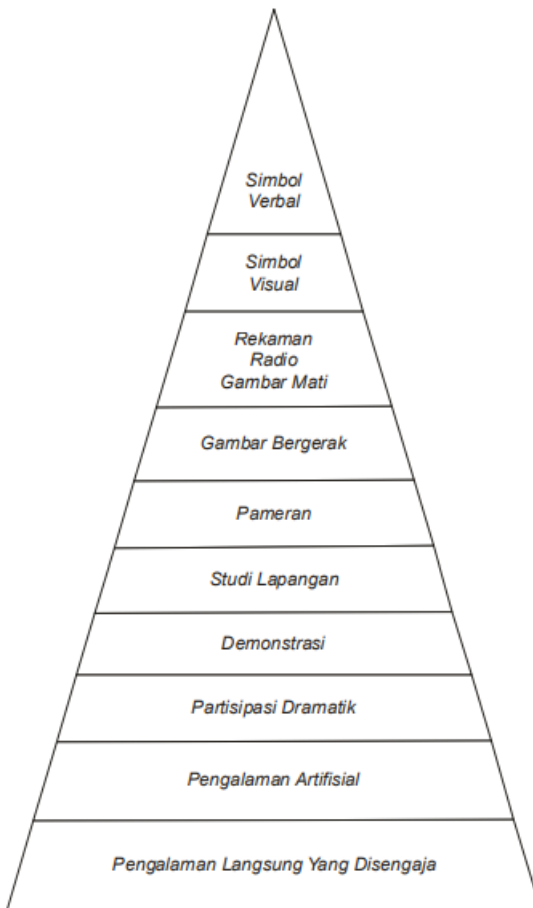 Simbol
Verbal
Simbol
Visual
Rekaman
Radio
Gambar Mati
Gambar Bergerak
Pameran
Studi Lapangan
Demonstrasi
Partisipasi Dramatik
Pengalaman Artifisial
Pengalaman Langsung Yang Disengaja